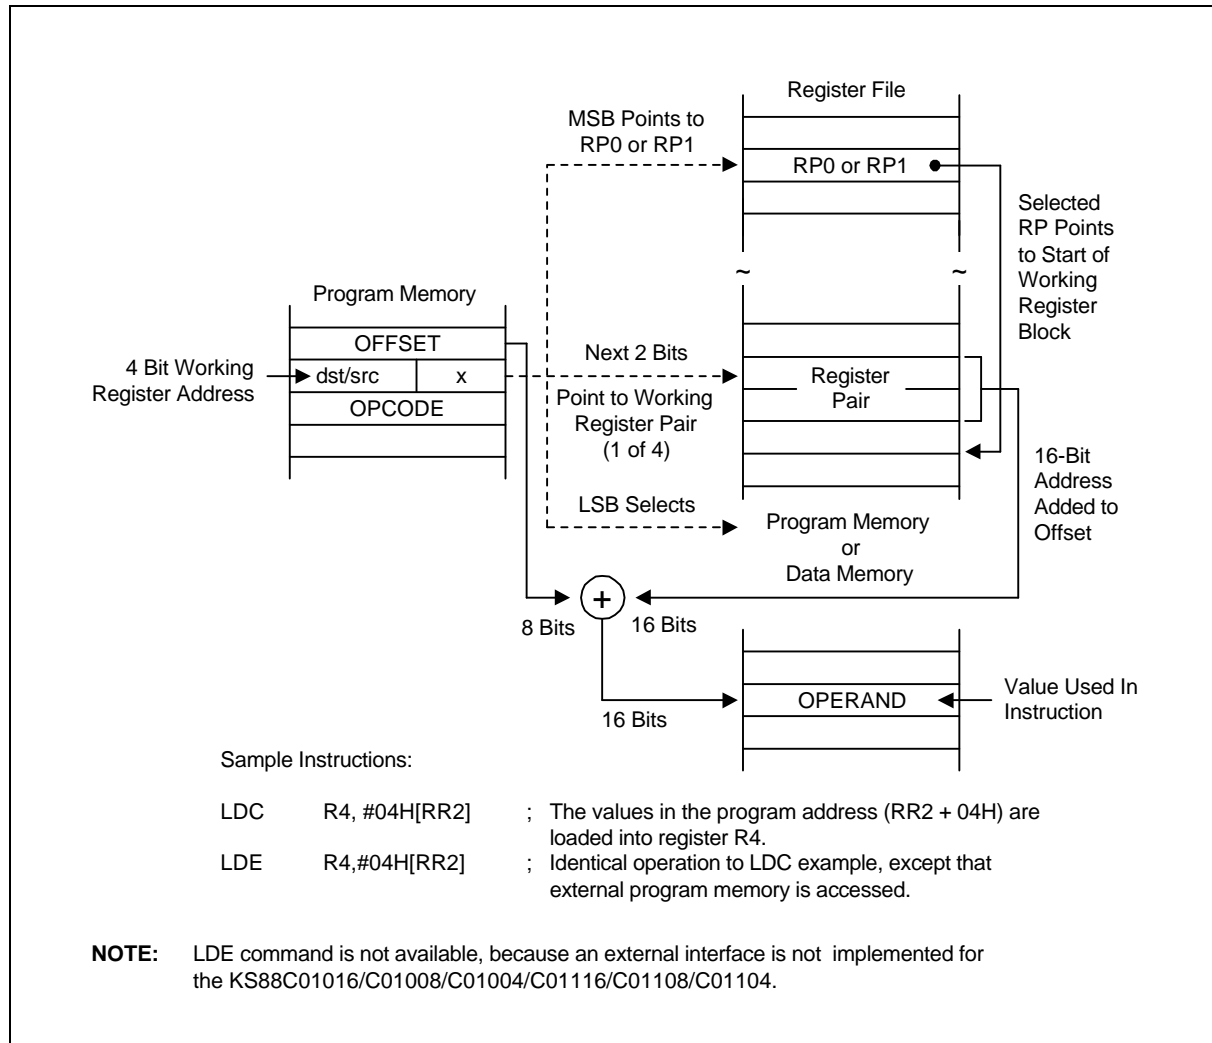 Register File
MSB Points to
RP0 or RP1
RP0 or RP1
Selected
RP Points
to Start of
Working
Register
Block
~ ~
Program Memory
OFFSET
4 Bit Working
Register Address
dst/src x
OPCODE
Next 2 Bits
Point to Working
Register Pair
(1 of 4)
Register
Pair
16-Bit
Address
Added to
Offset
LSB Selects
Program Memory
or
Data Memory
+
8 Bits
16 Bits
16 Bits
OPERAND
Value Used In
Instruction
Sample Instructions:
LDC R4, #04H[RR2] ; The values in the program address (RR2 + 04H) are
loaded into register R4.
LDE R4,#04H[RR2] ; Identical operation to LDC example, except that
external program memory is accessed.
NOTE: LDE command is not available, because an external interface is not implemented for
the KS88C01016/C01008/C01004/C01116/C01108/C01104.